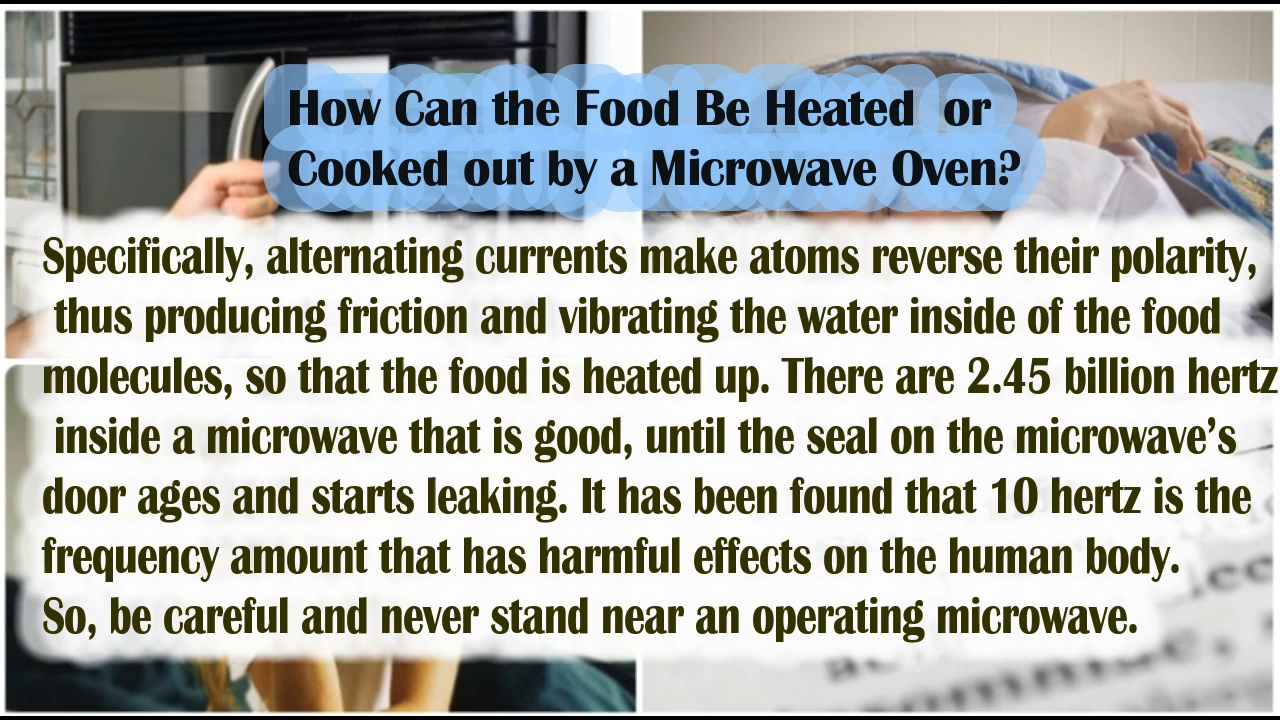 How Can the Food Be Heated or
Cooked out by a Microwave Oven?
Specifically, alternating currents make atoms reverse their polarity,
thus producing friction and vibrating the water inside of the food
molecules, so that the food is heated up. There are 2.45 billion hertz
inside a microwave that is good, until the seal on the microwave’s
door ages and starts leaking. It has been found that 10 hertz is the
frequency amount that has harmful effects on the human body.
So, be careful and never stand near an operating microwave.